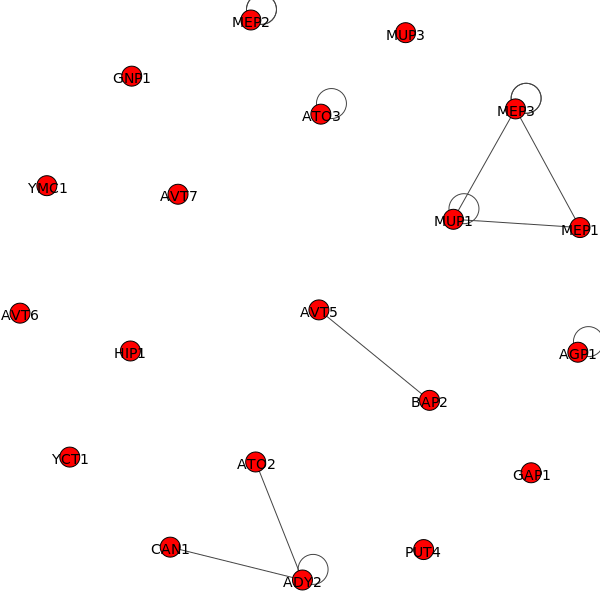 MEP2
MUP3
GNP1
MEP3
ATO3
YMC1
AVT7
MUP1
MEP1
AVT6
AVT5
HIP1
AGP1
BAP2
YCT1
ATO2
GAP1
CAN1
PUT4
ADY2